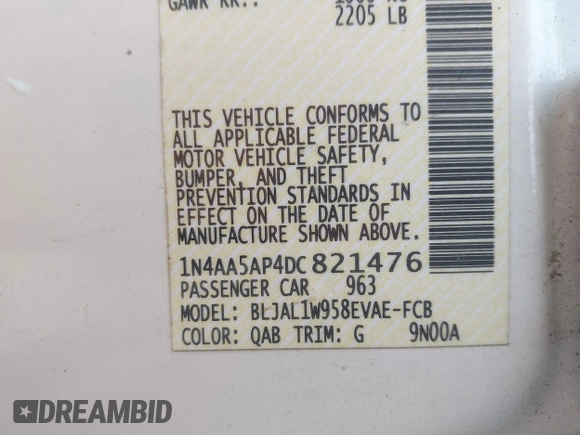 GAWR RR.:
2205 LB
THIS VEHICLE CONFORMS TO
ALL APPLICABLE FEDERAL
MOTOR VEHICLE SAFETY,
BUMPER, AND THEFT
PREVENTION STANDARDS IN
EFFECT ON THE DATE OF
MANUFACTURE SHOWN ABOVE.
1N4AA5AP4DC821476
PASSENGER CAR 963
MODEL: BLJAL1W958EVAE-FCB
COLOR: QAB TRIM: G 9N00A
DREAMBID